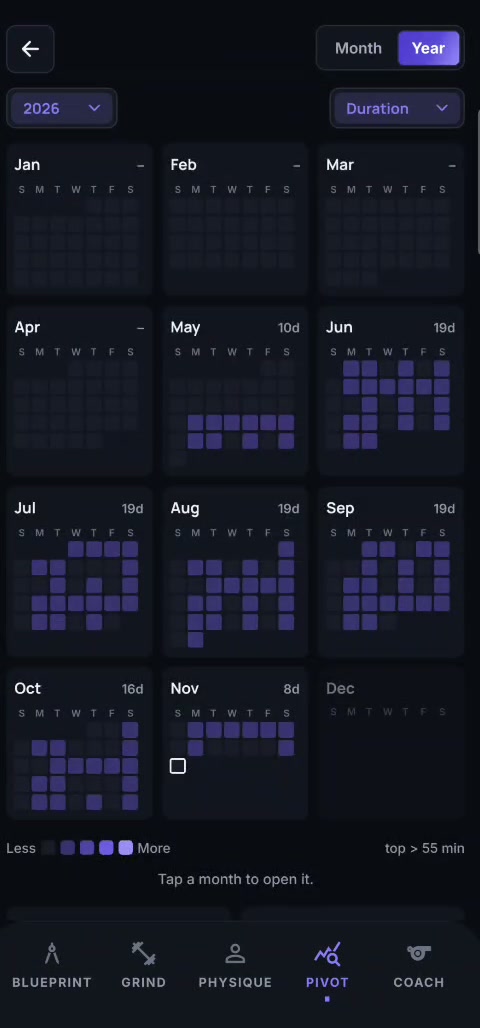 Month Year
2026 Duration
Jan – Feb – Mar –
S M T W T F S S M T W T F S S M T W T F S
Apr – May 10d Jun 19d
S M T W T F S S M T W T F S S M T W T F S
Jul 19d Aug 19d Sep 19d
S M T W T F S S M T W T F S S M T W T F S
Oct 16d Nov 8d Dec
S M T W T F S S M T W T F S S M T W T F S
Less More top > 55 min
Tap a month to open it.
BLUEPRINT GRIND PHYSIQUE PIVOT COACH